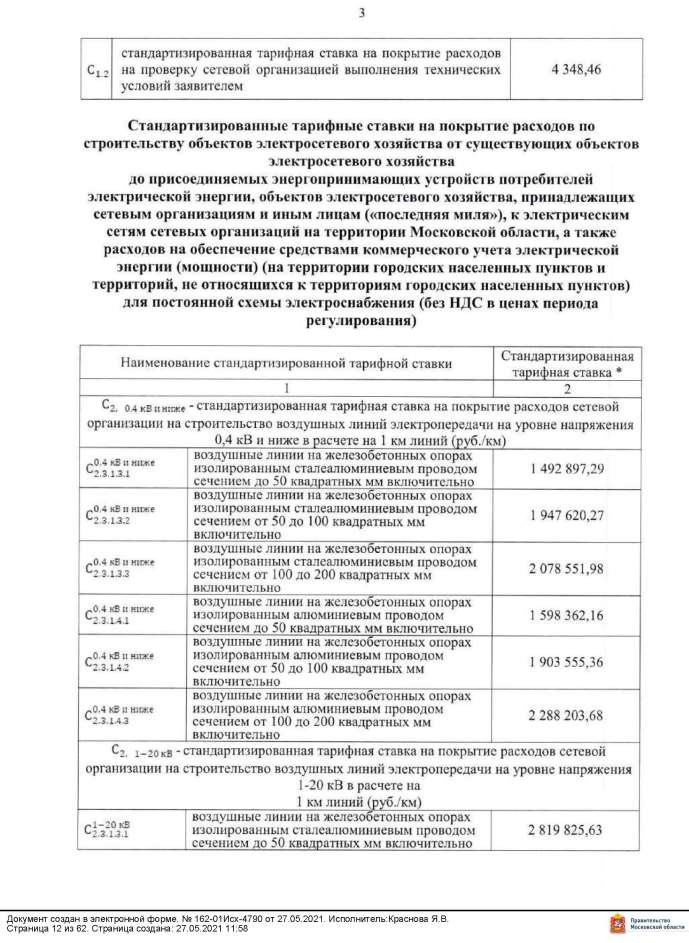 3
стандартизированная тарифная ставка на покрытие расходов
C1.2 на проверку сетевой организацией выполнения технических 4 348,46
условий заявителем
Стандартизированные тарифные ставки на покрытие расходов по
строительству объектов электросетевого хозяйства от существующих объектов
электросетевого хозяйства
до присоединяемых энергопринимающих устройств потребителей
электрической энергии, объектов электросетевого хозяйства, принадлежащих
сетевым организациям и иным лицам («последняя миля»), к электрическим
сетям сетевых организаций на территории Московской области, а также
расходов на обеспечение средствами коммерческого учета электрической
энергии (мощности) (на территории городских населенных пунктов и
территорий, не относящихся к территориям городских населенных пунктов)
для постоянной схемы электроснабжения (без НДС в ценах периода
регулирования)
Наименование стандартизированной тарифной ставки
Стандартизированная
тарифная ставка *
1 2
C2, 0.4 кВ и ниже - стандартизированная тарифная ставка на покрытие расходов сетевой
организации на строительство воздушных линий электропередачи на уровне напряжения
0,4 кВ и ниже в расчете на 1 км линий (руб./км)
C 0.4 кВ и ниже 2.3.1.3.1
воздушные линии на железобетонных опорах
изолированным сталеалюминиевым проводом
сечением до 50 квадратных мм включительно
1 492 897,29
C 0.4 кВ и ниже 2.3.1.3.2
воздушные линии на железобетонных опорах
изолированным сталеалюминиевым проводом
сечением от 50 до 100 квадратных мм
включительно
1 947 620,27
C 0.4 кВ и ниже 2.3.1.3.3
воздушные линии на железобетонных опорах
изолированным сталеалюминиевым проводом
сечением от 100 до 200 квадратных мм
включительно
2 078 551,98
C 0.4 кВ и ниже 2.3.1.4.1
воздушные линии на железобетонных опорах
изолированным алюминиевым проводом
сечением до 50 квадратных мм включительно
1 598 362,16
C 0.4 кВ и ниже 2.3.1.4.2
воздушные линии на железобетонных опорах
изолированным алюминиевым проводом
сечением от 50 до 100 квадратных мм
включительно
1 903 555,36
C 0.4 кВ и ниже 2.3.1.4.3
воздушные линии на железобетонных опорах
изолированным алюминиевым проводом
сечением от 100 до 200 квадратных мм
включительно
2 288 203,68
C2, 1–20 кВ - стандартизированная тарифная ставка на покрытие расходов сетевой
организации на строительство воздушных линий электропередачи на уровне напряжения
1-20 кВ в расчете на
1 км линий (руб./км)
C 1–20 кВ 2.3.1.3.1
воздушные линии на железобетонных опорах
изолированным сталеалюминиевым проводом
сечением до 50 квадратных мм включительно
2 819 825,63
Документ создан в электронной форме. № 162-01Исх-4790 от 27.05.2021. Исполнитель:Краснова Я.В.
Страница 12 из 62. Страница создана: 27.05.2021 11:58
Правительство
Московской области